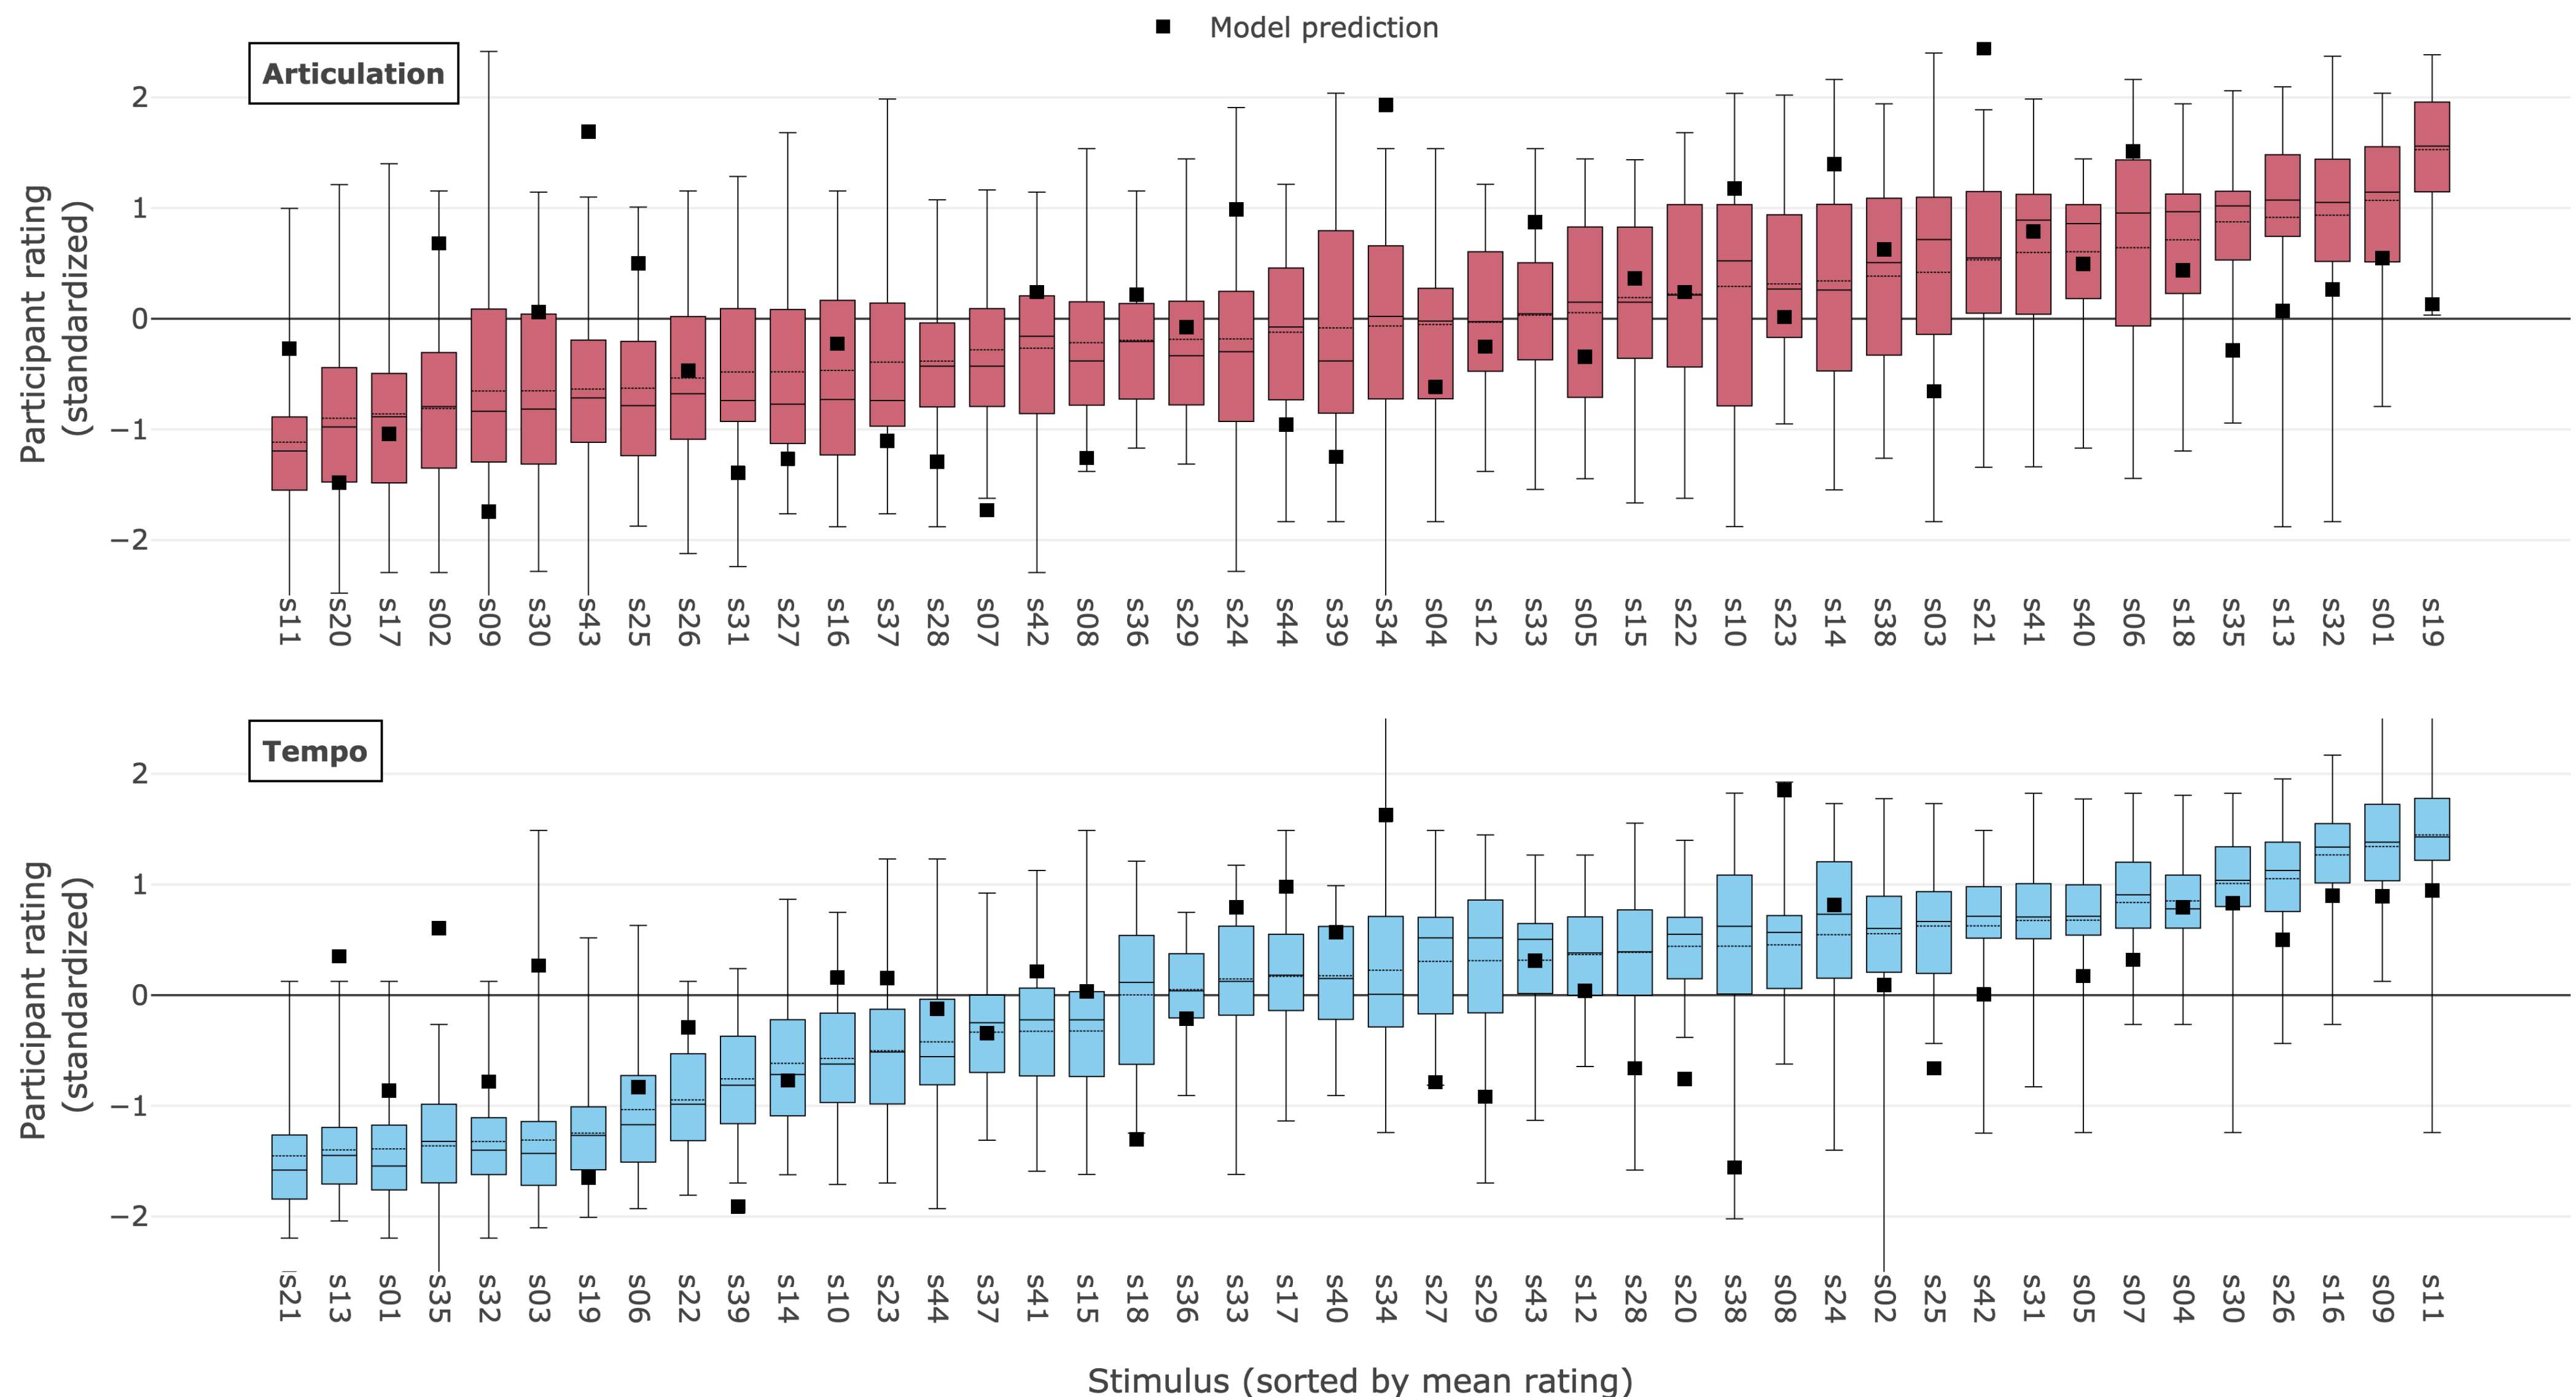 Model prediction
Articulation
Participant rating
(standardized)
2
1
0
−1
−2
s11 s20 s17 s02 s09 s30 s43 s25 s26 s31 s27 s16 s37 s28 s07 s42 s08 s36 s29 s24 s44 s39 s34 s04 s12 s33 s05 s15 s22 s10 s23 s14 s38 s03 s21 s41 s40 s06 s18 s35 s13 s32 s01 s19
Tempo
Participant rating
(standardized)
2
1
0
−1
−2
s21 s13 s01 s35 s32 s03 s19 s06 s22 s39 s14 s10 s23 s44 s37 s41 s15 s18 s36 s33 s17 s40 s34 s27 s29 s43 s12 s28 s20 s38 s08 s24 s02 s25 s42 s31 s05 s07 s04 s30 s26 s16 s09 s11
Stimulus (sorted by mean rating)